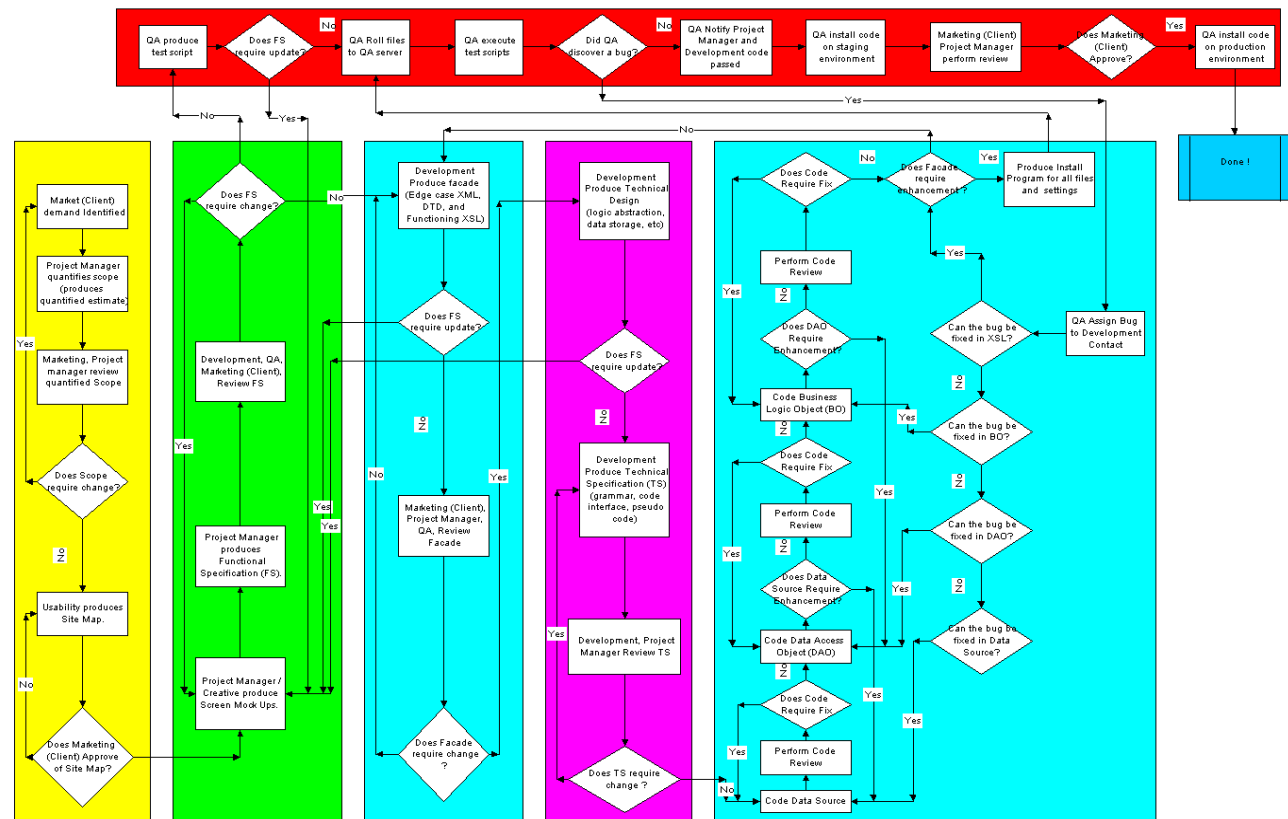 QA produce
test script
Does FS
require update?
No
QA Roll files
to QA server
QA execute
test scripts
Did QA
discover a bug?
No
QA Notify Project
Manager and
Development code
passed
QA install code
on staging
environment
Marketing (Client)
Project Manager
perform review
Does Marketing
(Client)
Approve?
Yes
QA install code
on production
environment
No
Yes
Yes
No
Done !
Market (Client)
demand Identified
Project Manager
quantifies scope
(produces
quantified estimate)
Yes
Marketing, Project
manager review
quantified Scope
Does Scope
require change?
No
Usability produces
Site Map.
No
Does Marketing
(Client) Approve
of Site Map?
Does FS
require change?
No
Development, QA,
Marketing (Client),
Review FS
Yes
Project Manager
produces
Functional
Specification (FS).
Project Manager /
Creative produce
Screen Mock Ups.
Yes
Yes
Development
Produce facade
(Edge case XML,
DTD, and
Functioning XSL)
Does FS
require update?
No
No
Yes
Marketing (Client),
Project Manager,
QA, Review
Facade
Does Facade
require change
?
Development
Produce Technical
Design
(logic abstraction,
data storage, etc)
Does FS
require update?
No
Development
Produce Technical
Specification (TS)
(grammar, code
interface, pseudo
code)
Yes
Development, Project
Manager Review TS
Does TS require
change ?
No
Does Code
Require Fix
No
Does Facade
require
enhancement ?
Yes
Produce Install
Program for all files
and settings
Yes
Perform Code
Review
Yes
No
Does DAO
Require
Enhancement?
Can the bug be
fixed in XSL?
QA Assign Bug
to Development
Contact
No
No
Code Business
Logic Object (BO)
Yes
Can the bug be
fixed in BO?
No
Does Code
Require Fix
Yes
Yes
No
Perform Code
Review
Can the bug be
fixed in DAO?
No
Yes
Does Data
Source Require
Enhancement?
No
No
Yes
Code Data Access
Object (DAO)
Can the bug be
fixed in Data
Source?
No
Does Code
Require Fix
Yes
Yes
Yes
Perform Code
Review
Code Data Source